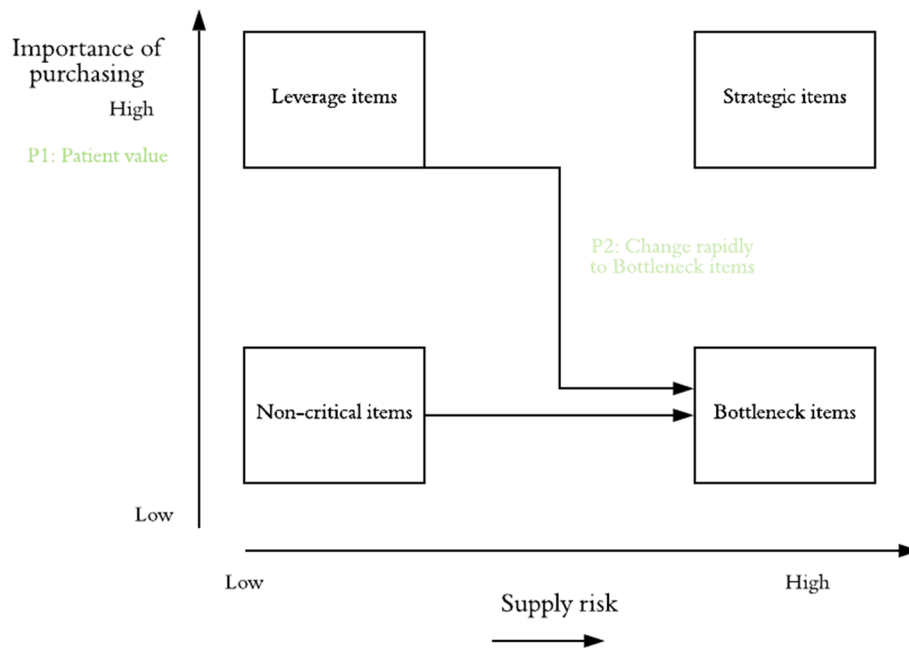 Importance of
purchasing
High
P1: Patient value
Leverage items
Strategic items
P2: Change rapidly
to Bottleneck items
Non-critical items
Bottleneck items
Low
Low
High
Supply risk